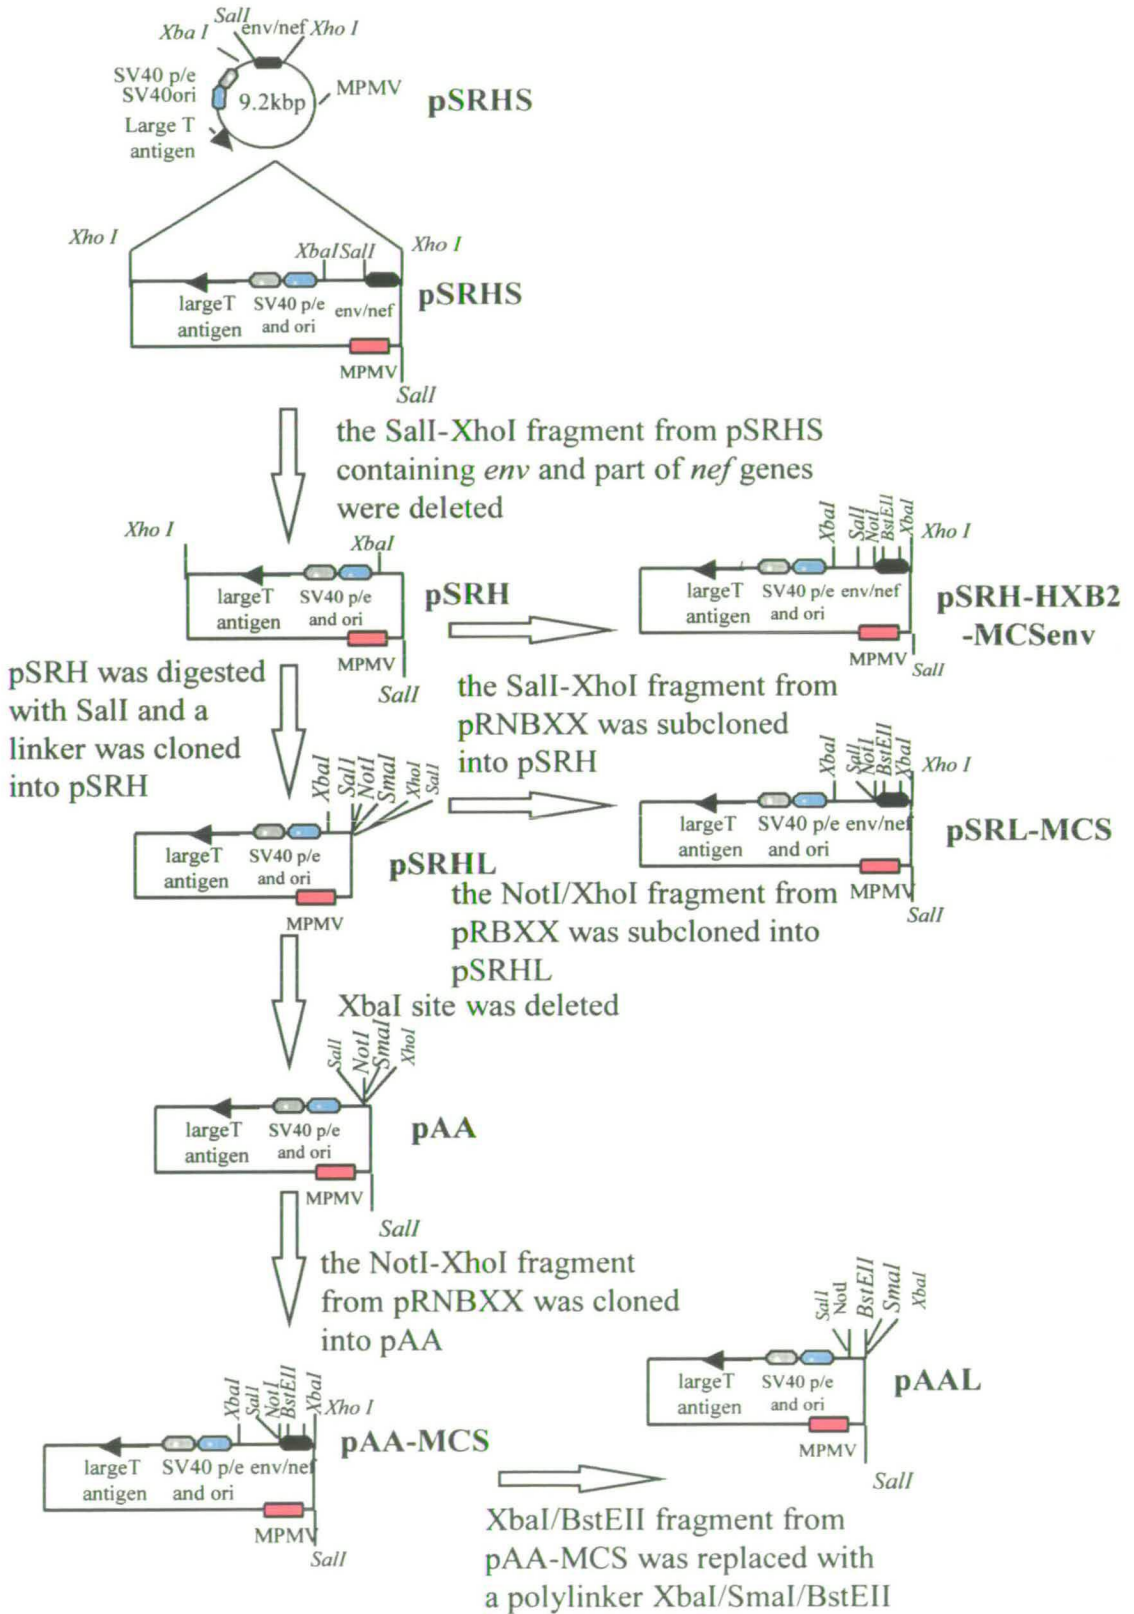 SalI
env/nef
Xba I
Xho I
SV40 p/e
SV40ori
9.2kbp
MPMV
pSRHS
Large T
antigen
Xho I
Xho I
XbaI SalI
pSRHS
largeT
antigen
SV40 p/e
and ori
env/nef
MPMV
SalI
the SalI-XhoI fragment from pSRHS
containing env and part of nef genes
were deleted
Xho I
XbaI
pSRH
largeT
antigen
SV40 p/e
and ori
MPMV
SalI
XbaI
SalI
NotI
BstEII
XbaI
Xho I
largeT
antigen
SV40 p/e
and ori
env/nef
pSRH-HXB2
-MCSenv
MPMV
SalI
pSRH was digested
with SalI and a
linker was cloned
into pSRH
the SalI-XhoI fragment from
pRNBXX was subcloned
into pSRH
XbaI
SalI
NotI
SmaI
XhoI
SalI
largeT
antigen
SV40 p/e
and ori
pSRHL
MPMV
XbaI
SalI
NotI
BstEII
XbaI
Xho I
largeT
antigen
SV40 p/e
and ori
env/nef
pSRL-MCS
MPMV
SalI
the NotI/XhoI fragment from
pRBXX was subcloned into
pSRHL
XbaI site was deleted
SalI
NotI
SmaI
XhoI
largeT
antigen
SV40 p/e
and ori
pAA
MPMV
SalI
the NotI-XhoI fragment
from pRNBXX was cloned
into pAA
XbaI
SalI
NotI
BstEII
XbaI
Xho I
largeT
antigen
SV40 p/e
and ori
env/nef
pAA-MCS
MPMV
SalI
SalI
NotI
BstEII
SmaI
XbaI
largeT
antigen
SV40 p/e
and ori
pAAL
MPMV
SalI
XbaI/BstEII fragment from
pAA-MCS was replaced with
a polylinker XbaI/SmaI/BstEII